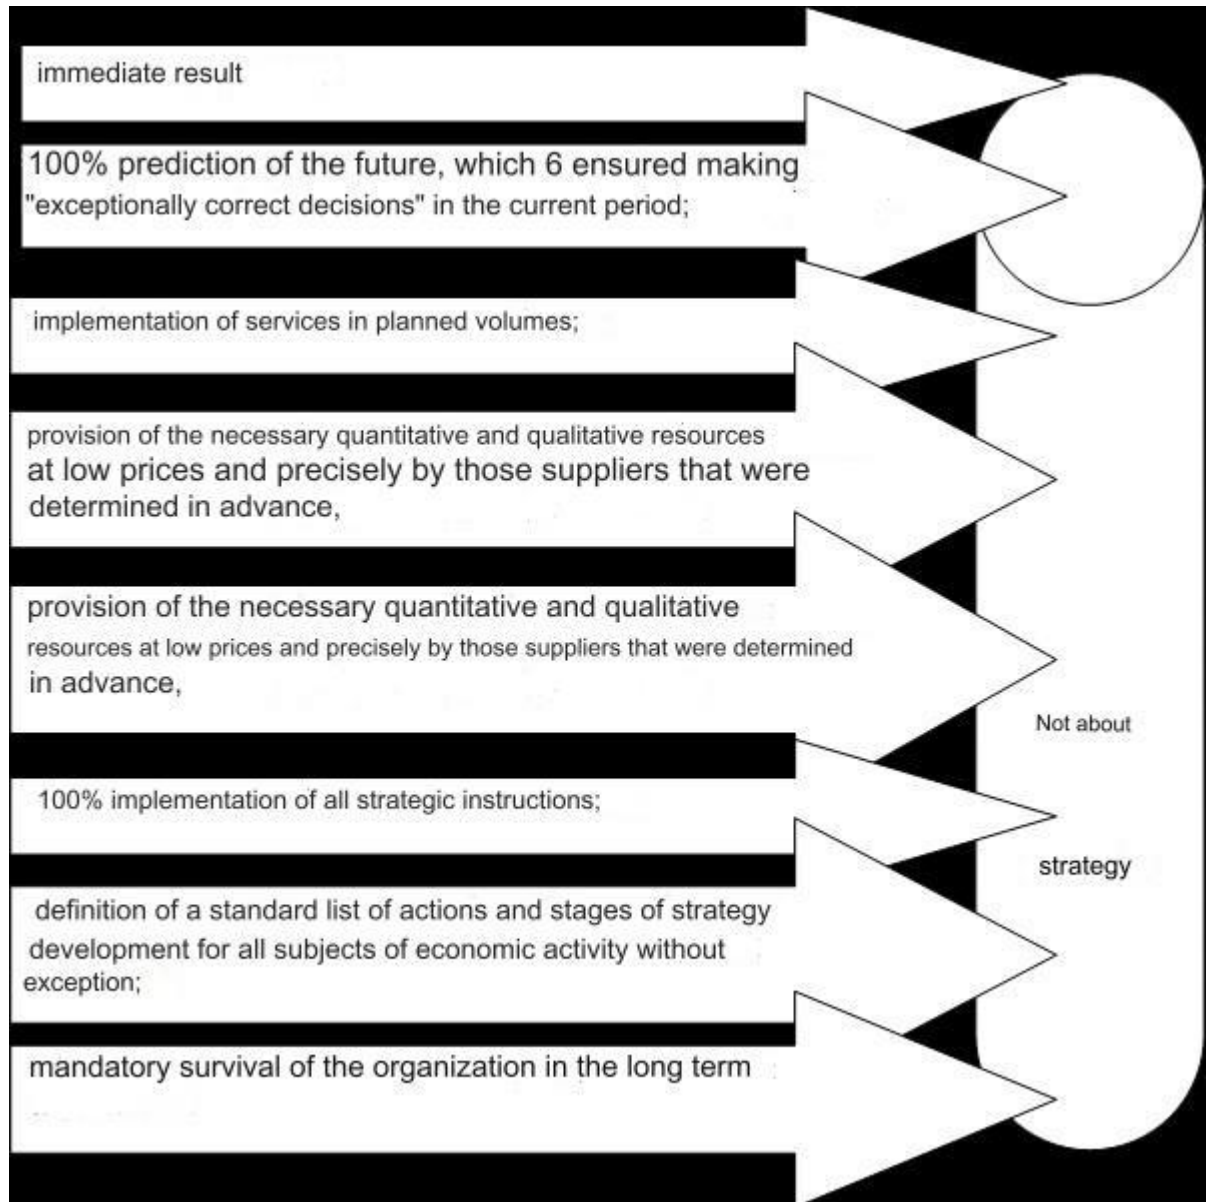 immediate result
100% prediction of the future, which 6 ensured making
"exceptionally correct decisions" in the current period;
implementation of services in planned volumes;
provision of the necessary quantitative and qualitative resources
at low prices and precisely by those suppliers that were
determined in advance,
provision of the necessary quantitative and qualitative
resources at low prices and precisely by those suppliers that were determined
in advance,
Not about
100% implementation of all strategic instructions;
strategy
definition of a standard list of actions and stages of strategy
development for all subjects of economic activity without
exception;
mandatory survival of the organization in the long term